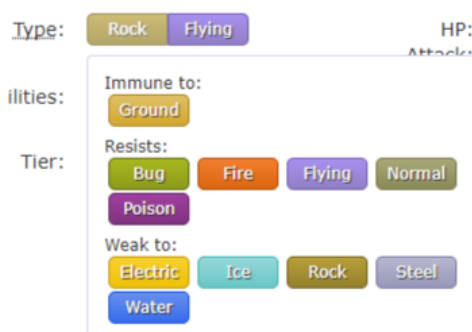 Type: Rock Flying HP:
Attack:
ilities: Immune to:
Ground
Tier: Resists:
Bug Fire Flying Normal
Poison
Weak to:
Electric Ice Rock Steel
Water